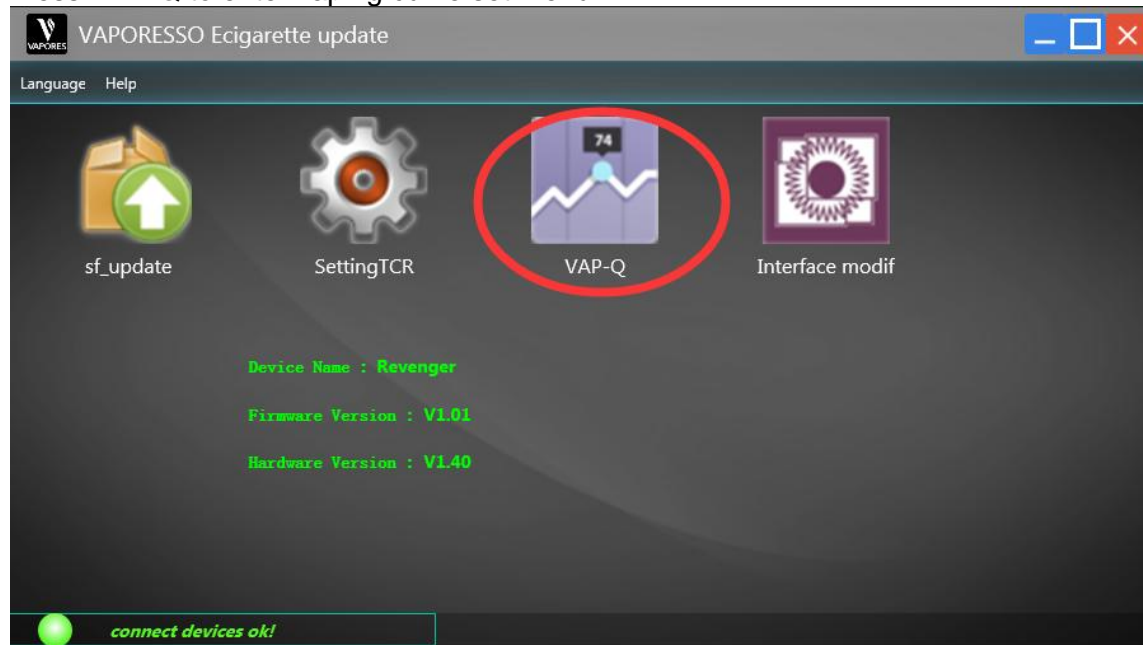 VAPORES
VAPORESSO Ecigarette update
Language Help
74
sf_update SettingTCR VAP-Q Interface modif
Device Name : Revenger
Firmware Version : V1.01
Hardware Version : V1.40
connect devices ok!